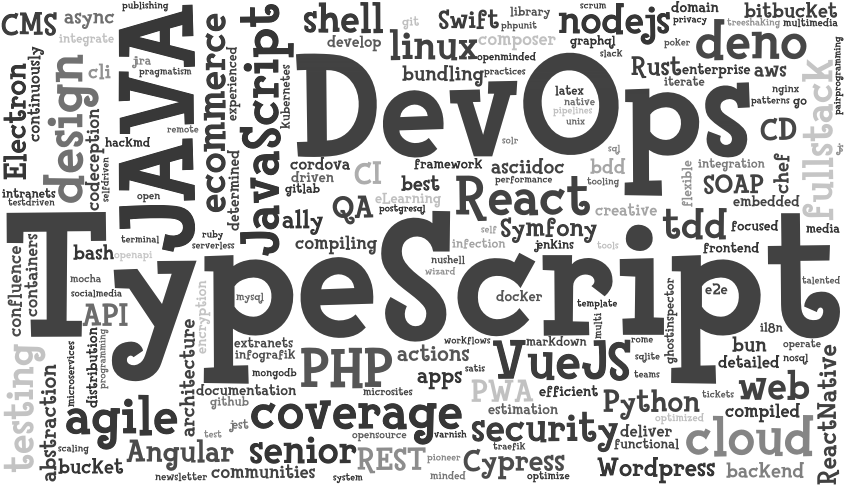 CMS
async
integrate
publishing
shell
develop
git
Swift
library
phpunit
scrum
nodejs
graphql
slack
domain
privacy
treeshaking
bitbucket
multimedia
Electron
continuously
design
cli
jra
pragmatism
JAVA
ecommerce
experienced
JavaScript
kubernetes
linux
composer
openminded
bundling
practices
DevOps
latex
native
pipelines
unix
poker
deno
Rust
enterprise
aws
iterate
nginx
patterns
go
pairprogramming
fullstack
js
codeception
selfdriven
hackmd
remote
intranets
testdriven
open
determined
cordova
driven
gitlab
CI
solr
framework
asciidoc
performance
sql
bdd
tooling
flexible
integration
chef
CD
SOAP
embedded
best
eLearning
postgresql
React
creative
QA
ally
compiling
terminal
ruby
serverless
bash
openapi
confluence
containers
mocha
socialmedia
TypeScript
self
Symfony
infection
jenkins
tools
nushell
wizard
tdd
focused
media
frontend
talented
encryption
mysql
docker
template
multi
e2e
ghostinspector
API
microservices
distribution
programming
architecture
extranets
infografik
mongodb
PHP
actions
workflows
markdown
VueJS
rome
sqlite
teams
il8n
bun
operate
nosql
detailed
testing
abstraction
documentation
github
microsites
apps
satis
PWA
efficient
estimation
Python
optimized
tickets
web
compiled
ReactNative
agile
test
jest
coverage
opensource
varnish
security
traefik
deliver
functional
cloud
scaling
bucket
Angular
newsletter
senior
communities
system
REST
pioneer
minded
Cypress
optimize
Wordpress
backend